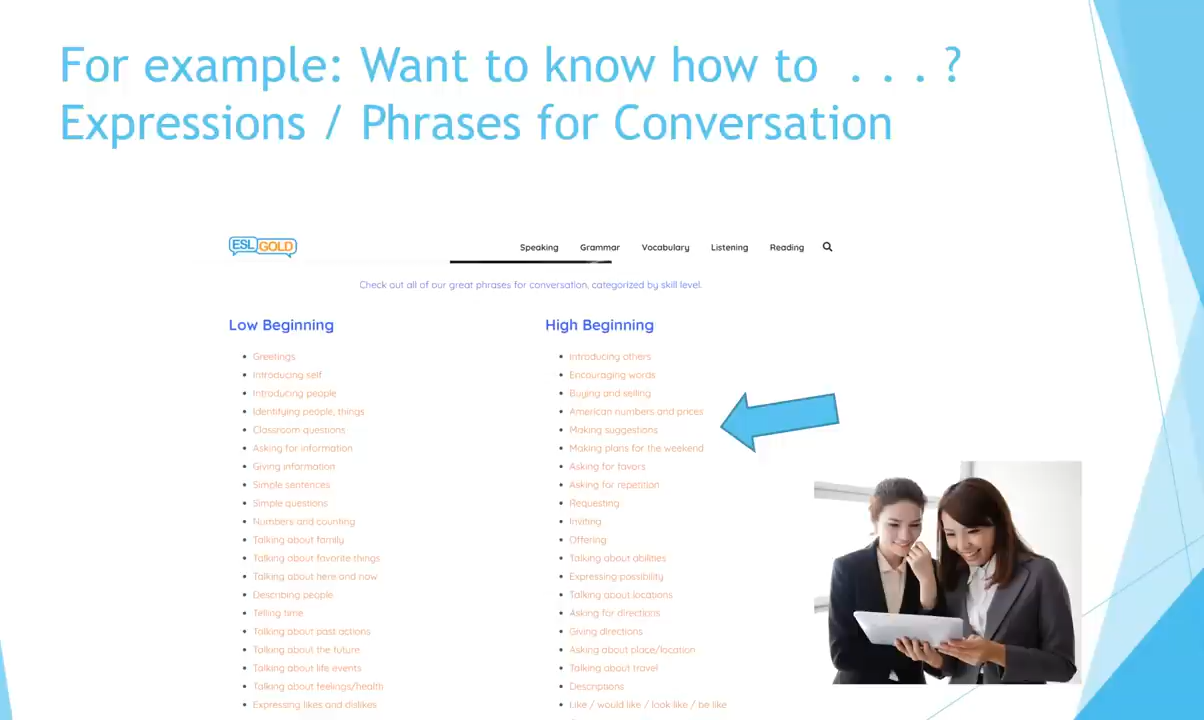 For example: Want to know how to . . . ?
Expressions / Phrases for Conversation
ESL GOLD
Speaking Grammar Vocabulary Listening Reading
Check out all of our great phrases for conversation, categorized by skill level.
Low Beginning
Greetings
Introducing self
Introducing people
Identifying people, things
Classroom questions
Asking for information
Giving information
Simple sentences
Simple questions
Numbers and counting
Talking about family
Talking about favorite things
Talking about here and now
Describing people
Telling time
Talking about past actions
Talking about the future
Talking about life events
Talking about feelings/health
Expressing likes and dislikes
High Beginning
Introducing others
Encouraging words
Buying and selling
American numbers and prices
Making suggestions
Making plans for the weekend
Asking for favors
Asking for repetition
Requesting
Inviting
Offering
Talking about abilities
Expressing possibility
Talking about locations
Asking for directions
Giving directions
Asking about place/location
Talking about travel
Descriptions
Like / would like / look like / be like